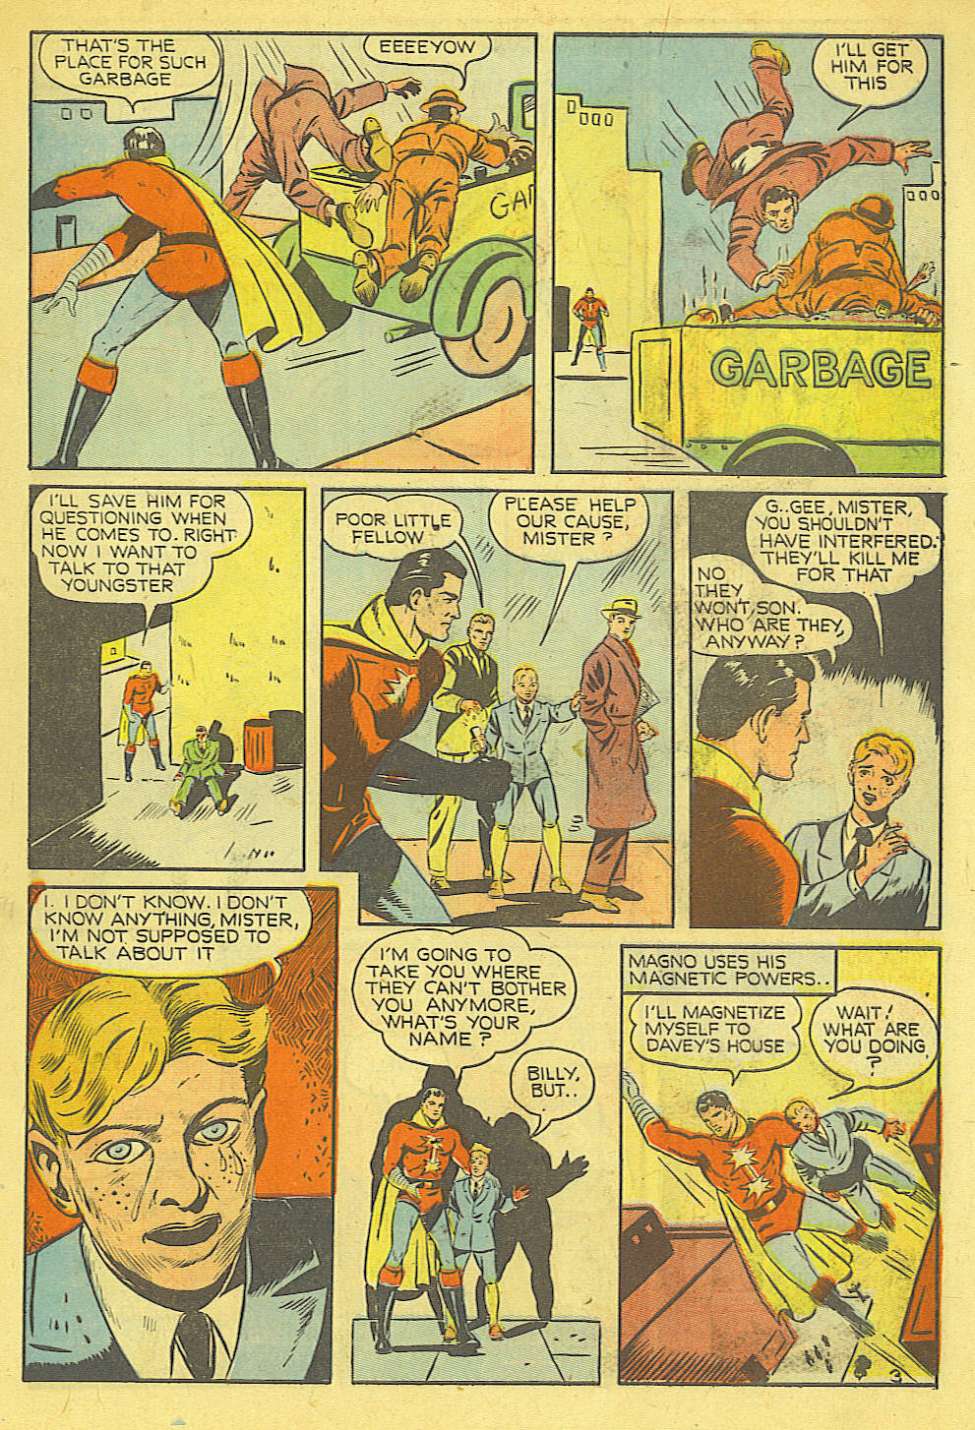 THAT'S THE
PLACE FOR SUCH
GARBAGE
EEEEYOW
GA
I'LL GET
HIM FOR
THIS
GARBAGE
I'LL SAVE HIM FOR
QUESTIONING WHEN
HE COMES TO. RIGHT
NOW I WANT TO
TALK TO THAT
YOUNGSTER
POOR LITTLE
FELLOW
PLEASE HELP
OUR CAUSE,
MISTER?
G..GEE, MISTER,
YOU SHOULDN'T
HAVE INTERFERED.
THEY'LL KILL ME
FOR THAT
NO
THEY
WON'T, SON.
WHO ARE THEY,
ANYWAY?
I. I DON'T KNOW. I DON'T
KNOW ANYTHING, MISTER,
I'M NOT SUPPOSED TO
TALK ABOUT IT
I'M GOING TO
TAKE YOU WHERE
THEY CAN'T BOTHER
YOU ANYMORE,
WHAT'S YOUR
NAME?
BILLY,
BUT..
MAGNO USES HIS
MAGNETIC POWERS..
I'LL MAGNETIZE
MYSELF TO
DAVEY'S HOUSE
WAIT!
WHAT ARE
YOU DOING
?
3